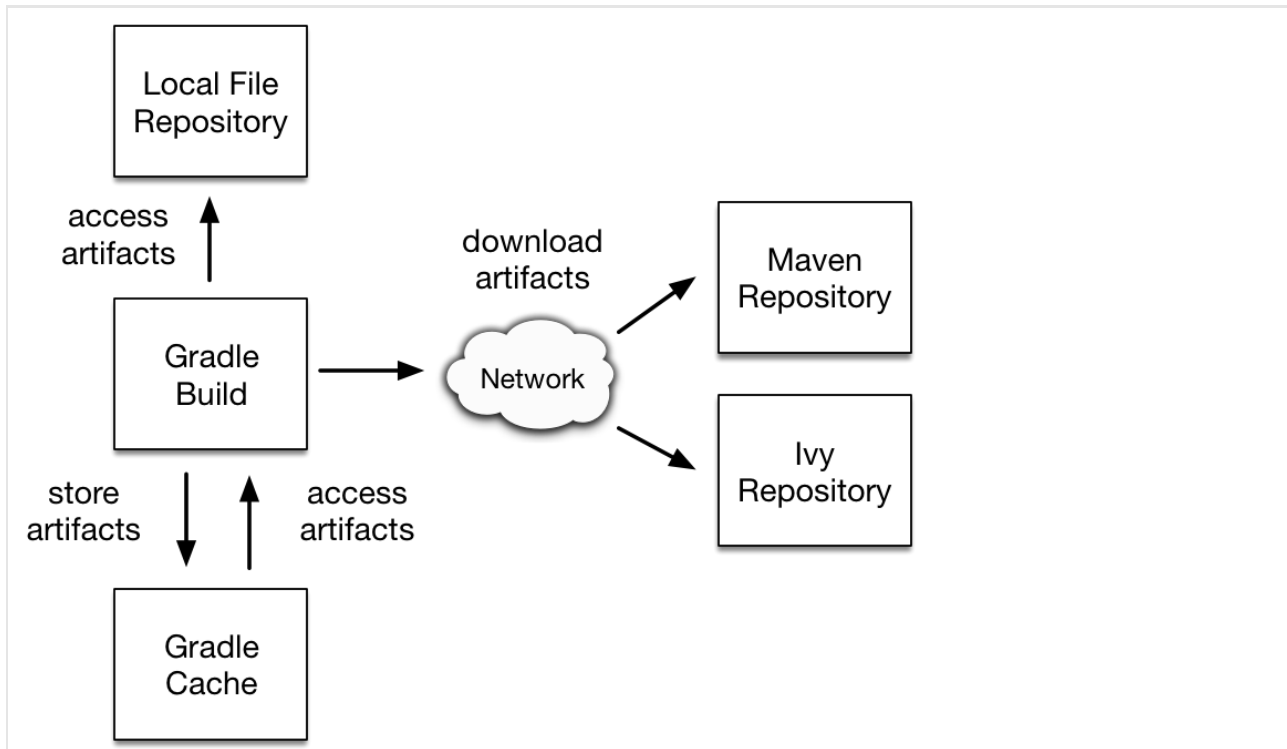 Local File
Repository
access
artifacts
download
artifacts
Maven
Repository
Gradle
Build
Network
Ivy
Repository
store
artifacts
access
artifacts
Gradle
Cache